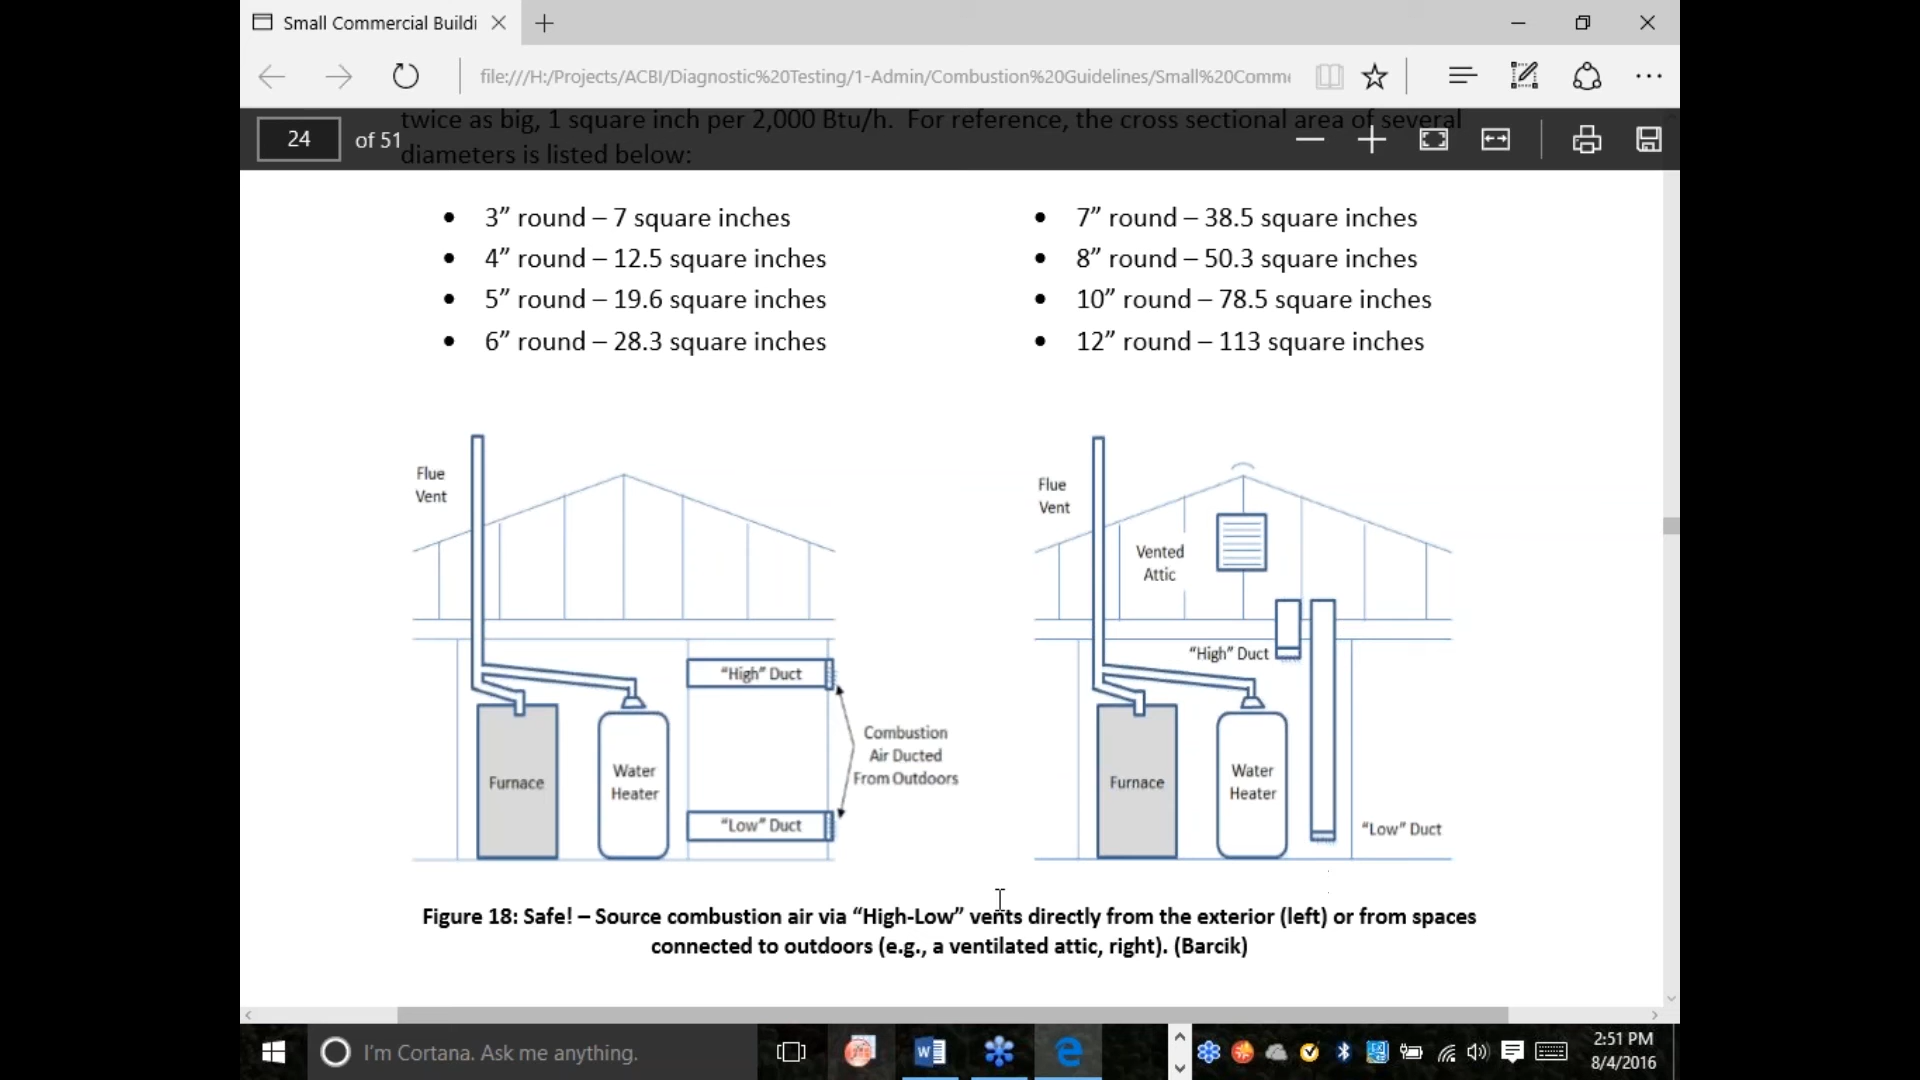 Small Commercial Buildi
file:///H:/Projects/ACBI/Diagnostic%20Testing/1-Admin/Combustion%20Guidelines/Small%20Comme
twice as big, 1 square inch per 2,000 Btu/h. For reference, the cross sectional area of several
24 of 51
diameters is listed below:
• 3” round – 7 square inches
• 4” round – 12.5 square inches
• 5” round – 19.6 square inches
• 6” round – 28.3 square inches
• 7” round – 38.5 square inches
• 8” round – 50.3 square inches
• 10” round – 78.5 square inches
• 12” round – 113 square inches
Flue
Vent
“High” Duct
Combustion
Air Ducted
From Outdoors
Furnace
Water
Heater
“Low” Duct
Flue
Vent
Vented
Attic
“High” Duct
Furnace
Water
Heater
“Low” Duct
Figure 18: Safe! – Source combustion air via “High-Low” vents directly from the exterior (left) or from spaces
connected to outdoors (e.g., a ventilated attic, right). (Barcik)
I'm Cortana. Ask me anything.
2:51 PM
8/4/2016